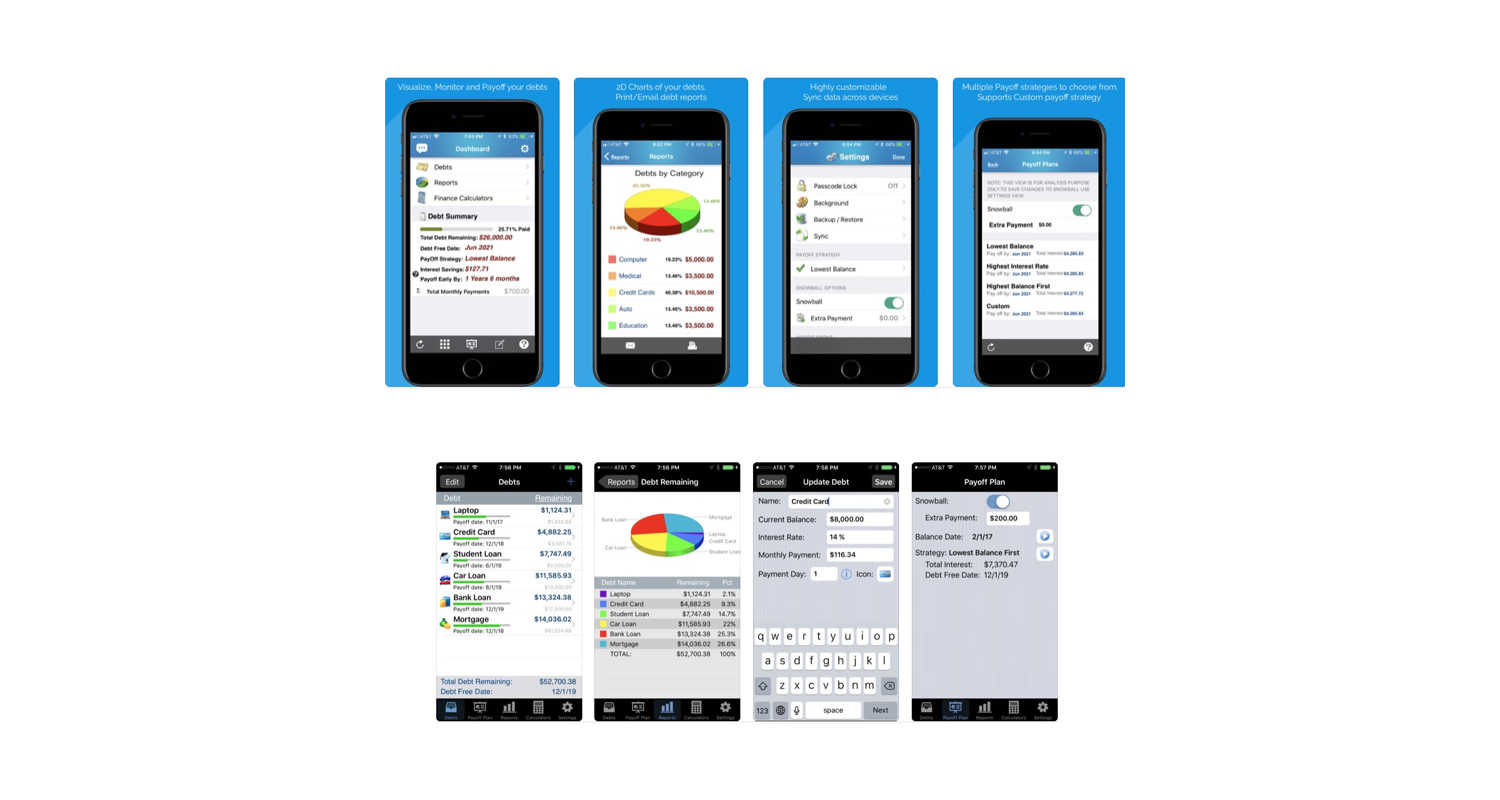 Visualize, Monitor and Payoff your debts
AT&T 7:45 PM 63%
Dashboard
Debts
Reports
Finance Calculators
Debt Summary
25.71% Paid
Total Debt Remaining: $26,000.00
Debt Free Date: Jun 2021
PayOff Strategy: Lowest Balance
Interest Savings: $127.71
Payoff Early By: 1 Years 6 months
Σ Total Monthly Payments $700.00
2D Charts of your debts.
Print/Email debt reports
AT&T
Reports Reports
Debts by Category
40.38%
13.46%
13.46% 13.46%
19.23%
Computer 19.23% $5,000.00
Medical 13.46% $3,500.00
Credit Cards 40.38% $10,500.00
Auto 13.46% $3,500.00
Education 13.46% $3,500.00
Highly customizable
Sync data across devices
AT&T
Settings Done
Passcode Lock Off
Background
Backup / Restore
Sync
PAYOFF STRATEGY
Lowest Balance
SNOWBALL OPTIONS
Snowball
Extra Payment $0.00
Multiple Payoff strategies to choose from.
Supports Custom payoff strategy
AT&T
Back Payoff Plans
NOTE: THIS VIEW IS FOR ANALYSIS PURPOSE
ONLY.TO SAVE CHANGES TO SNOWBALL USE
SETTINGS VIEW.
Snowball
Extra Payment $0.00
Lowest Balance
Pay off by: Jun 2021 Total Interest $4,285.83
Highest Interest Rate
Pay off by: Jun 2021 Total Interest $4,285.83
Highest Balance First
Pay off by: Jun 2021 Total Interest $4,277.73
Custom
Pay off by: Jun 2021 Total Interest $4,285.83
AT&T 7:56 PM
Edit Debts +
Debt Remaining
Laptop $1,124.31
Payoff date: 11/1/17
Credit Card $4,882.25
Payoff date: 12/1/18
Student Loan $7,747.49
Payoff date: 6/1/19
Car Loan $11,585.93
Payoff date: 8/1/19
Bank Loan $13,324.38
Payoff date: 12/1/19
Mortgage $14,036.02
Payoff date: 12/1/18
Total Debt Remaining: $52,700.38
Debt Free Date: 12/1/19
Debts Payoff Plan Reports Calculators Settings
AT&T 7:56 PM
Reports Debt Remaining
Bank Loan Mortgage
Laptop
Credit Card
Car Loan Student Loan
Debt Name Remaining Pct
Laptop $1,124.31 2.1%
Credit Card $4,882.25 9.3%
Student Loan $7,747.49 14.7%
Car Loan $11,585.93 22%
Bank Loan $13,324.38 25.3%
Mortgage $14,036.02 26.6%
TOTAL: $52,700.38 100%
Debts Payoff Plan Reports Calculators Settings
AT&T 7:58 PM
Cancel Update Debt Save
Name: Credit Card
Current Balance: $8,000.00
Interest Rate: 14 %
Monthly Payment: $116.34
Payment Day: 1 Icon:
q w e r t y u i o p
a s d f g h j k l
z x c v b n m
123 space Next
AT&T 7:57 PM
Payoff Plan
Snowball:
Extra Payment: $200.00
Balance Date: 2/1/17
Strategy: Lowest Balance First
Total Interest: $7,370.47
Debt Free Date: 12/1/19
Debts Payoff Plan Reports Calculators Settings